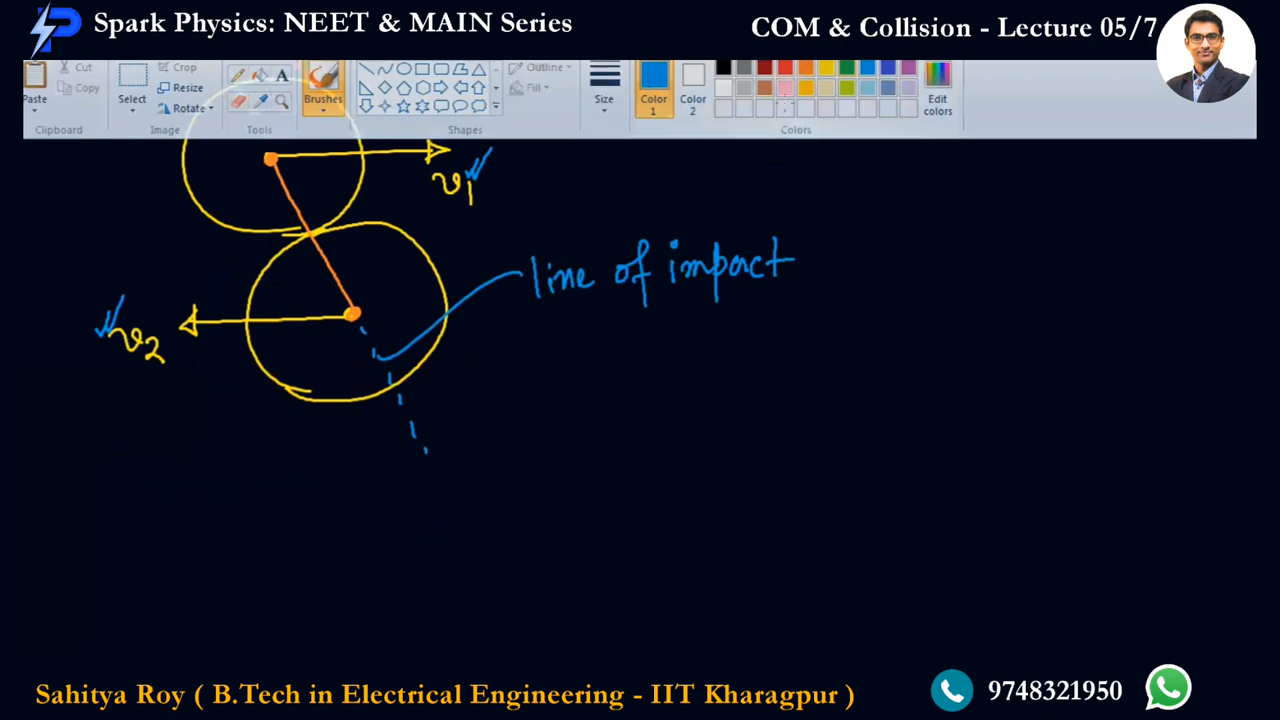 Spark Physics: NEET & MAIN Series
COM & Collision - Lecture 05/7
Paste
Cut
Copy
Clipboard
Select
Crop
Resize
Rotate
Image
A
Tools
Brushes
Shapes
Outline
Fill
Size
Color 1
Color 2
Edit colors
Colors
v1
line of impact
v2
Sahitya Roy ( B.Tech in Electrical Engineering - IIT Kharagpur )
9748321950